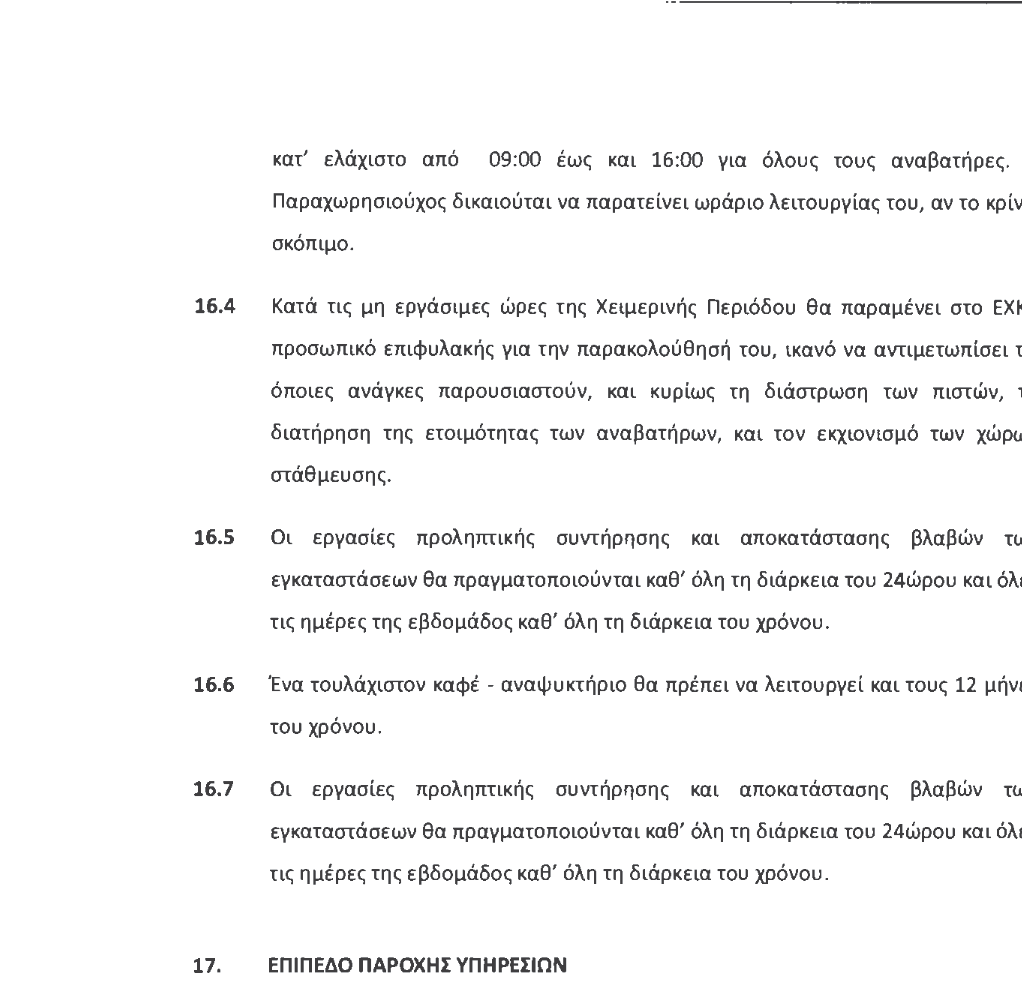 κατ’ ελάχιστο από 09:00 έως και 16:00 για όλους τους αναβατήρες.
Παραχωρησιούχος δικαιούται να παρατείνει ωράριο λειτουργίας του, αν το κρίν
σκόπιμο.
16.4 Κατά τις μη εργάσιμες ώρες της Χειμερινής Περιόδου θα παραμένει στο ΕΧΚ
προσωπικό επιφυλακής για την παρακολούθησή του, ικανό να αντιμετωπίσει τ
όποιες ανάγκες παρουσιαστούν, και κυρίως τη διάστρωση των πιστών, τ
διατήρηση της ετοιμότητας των αναβατήρων, και τον εκχιονισμό των χώρω
στάθμευσης.
16.5 Οι εργασίες προληπτικής συντήρησης και αποκατάστασης βλαβών τω
εγκαταστάσεων θα πραγματοποιούνται καθ’ όλη τη διάρκεια του 24ώρου και όλε
τις ημέρες της εβδομάδος καθ’ όλη τη διάρκεια του χρόνου.
16.6 Ένα τουλάχιστον καφέ - αναψυκτήριο θα πρέπει να λειτουργεί και τους 12 μήνε
του χρόνου.
16.7 Οι εργασίες προληπτικής συντήρησης και αποκατάστασης βλαβών τω
εγκαταστάσεων θα πραγματοποιούνται καθ’ όλη τη διάρκεια του 24ώρου και όλε
τις ημέρες της εβδομάδος καθ’ όλη τη διάρκεια του χρόνου.
17. ΕΠΙΠΕΔΟ ΠΑΡΟΧΗΣ ΥΠΗΡΕΣΙΩΝ